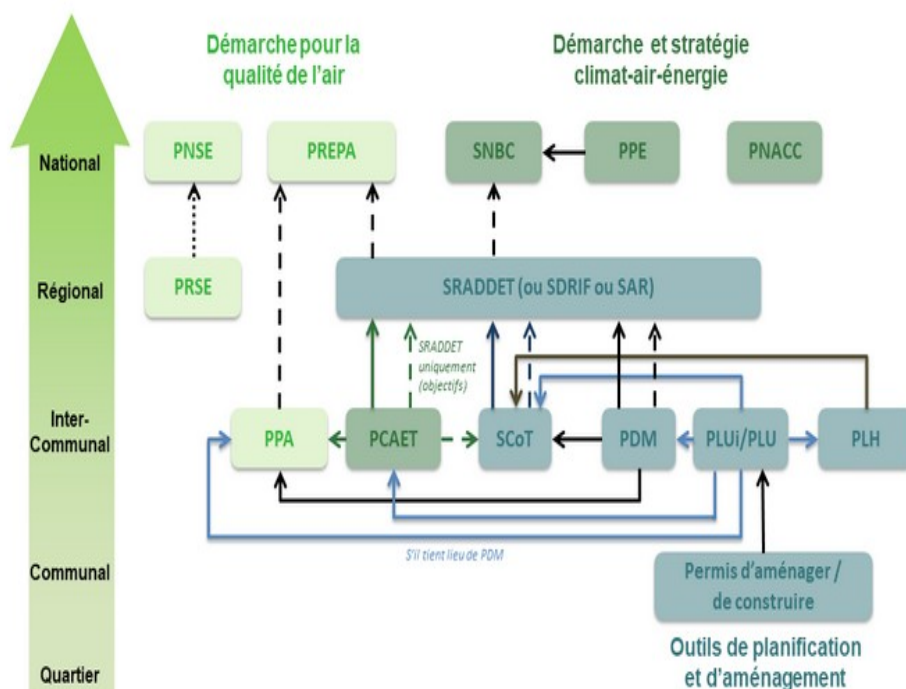 Démarche pour la
qualité de l'air
Démarche et stratégie
climat-air-énergie
National
PNSE
PREPA
SNBC
PPE
PNACC
Régional
PRSE
SRADDET (ou SDRIF ou SAR)
SRADDET
uniquement
(objectifs)
Inter-
Communal
PPA
PCAET
SCoT
PDM
PLUi/PLU
PLH
S'il tient lieu de PDM
Communal
Permis d'aménager /
de construire
Outils de planification
et d'aménagement
Quartier